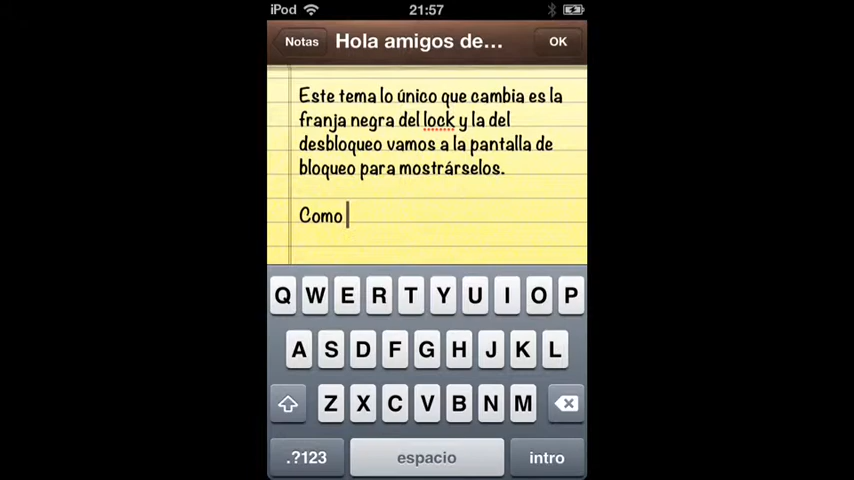 iPod 21:57
Notas Hola amigos de... OK
Este tema lo único que cambia es la
franja negra del lock y la del
desbloqueo vamos a la pantalla de
bloqueo para mostrárselos.
Como
Q W E R T Y U I O P
A S D F G H J K L
Z X C V B N M
.?123 espacio intro